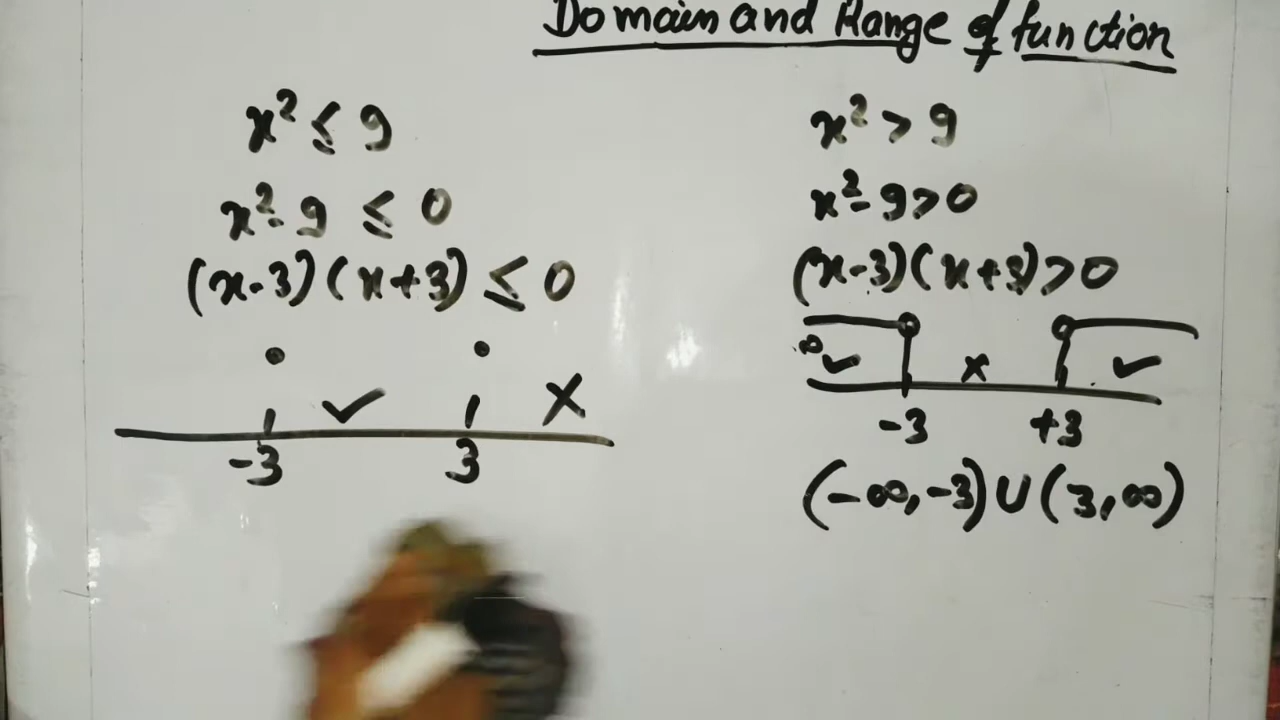 Domain and Range of function
x² ≤ 9
x²-9 ≤ 0
(x-3)(x+3) ≤ 0
-3 3
x² > 9
x²-9>0
(x-3)(x+3)>0
-3 +3
(-∞,-3)∪(3,∞)